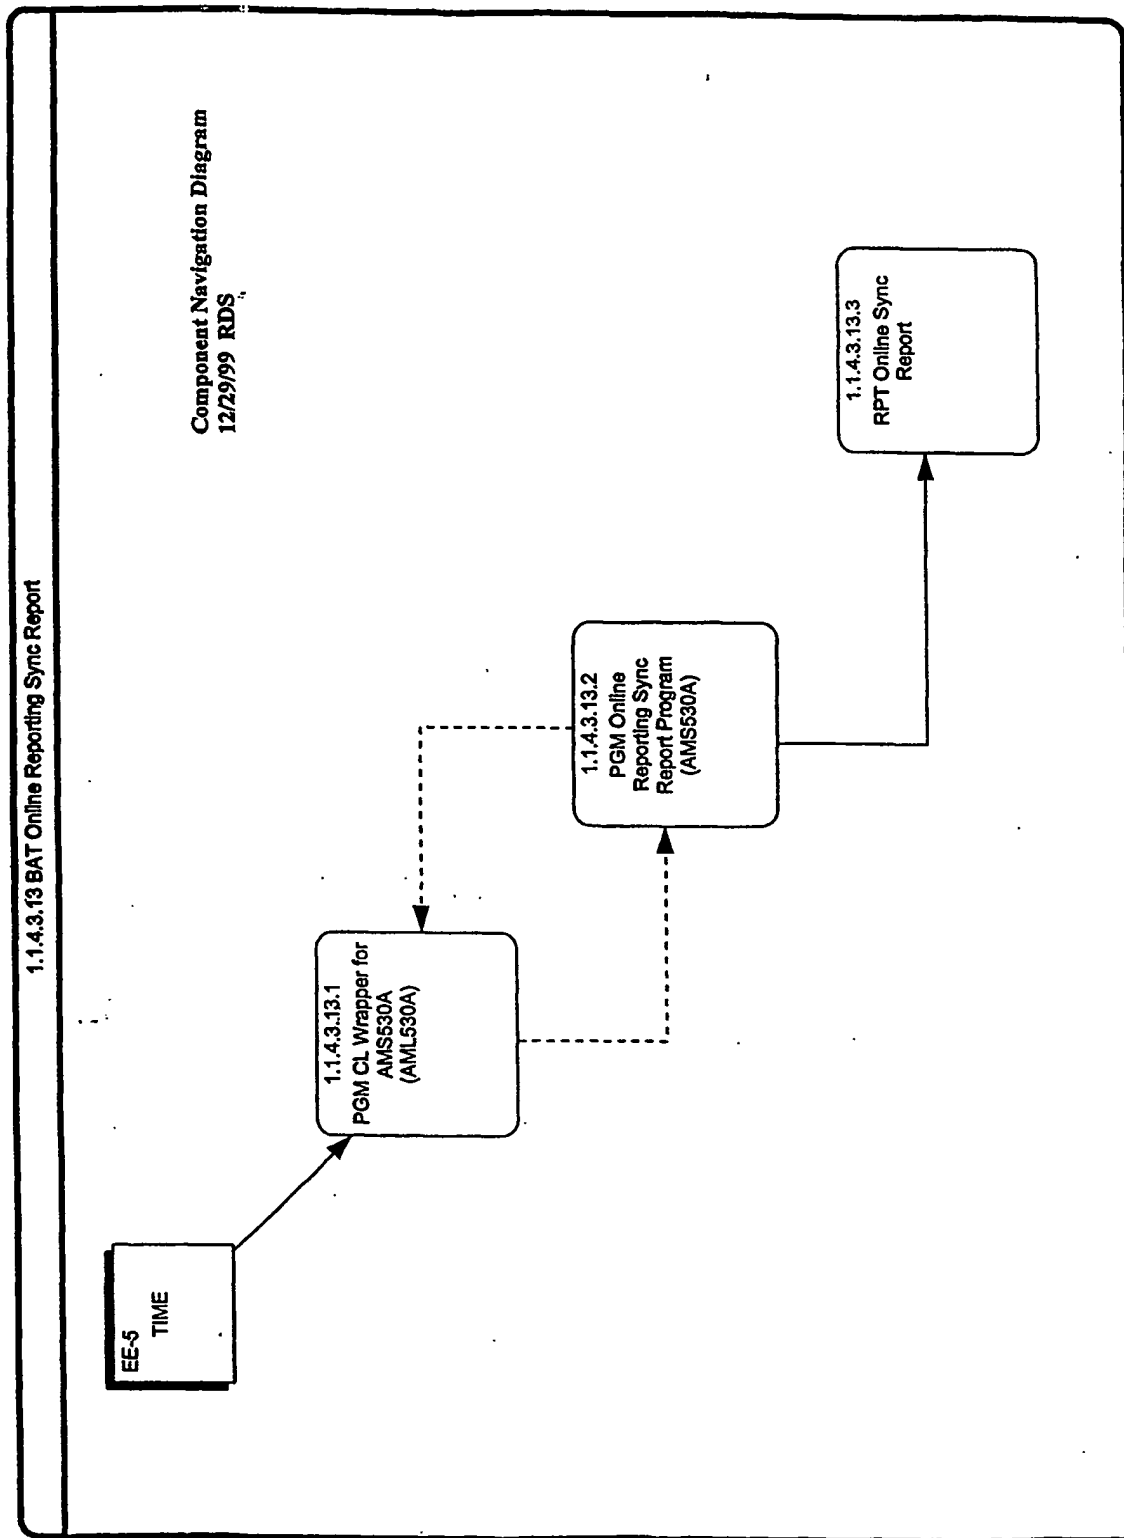 1.1.4.3.13 BAT Online Reporting Sync Report
Component Navigation Diagram
12/29/99 RDS
EE-5
TIME
1.1.4.3.13.1
PGM CL Wrapper for
AMS530A
(AML530A)
1.1.4.3.13.2
PGM Online
Reporting Sync
Report Program
(AMS530A)
1.1.4.3.13.3
RPT Online Sync
Report